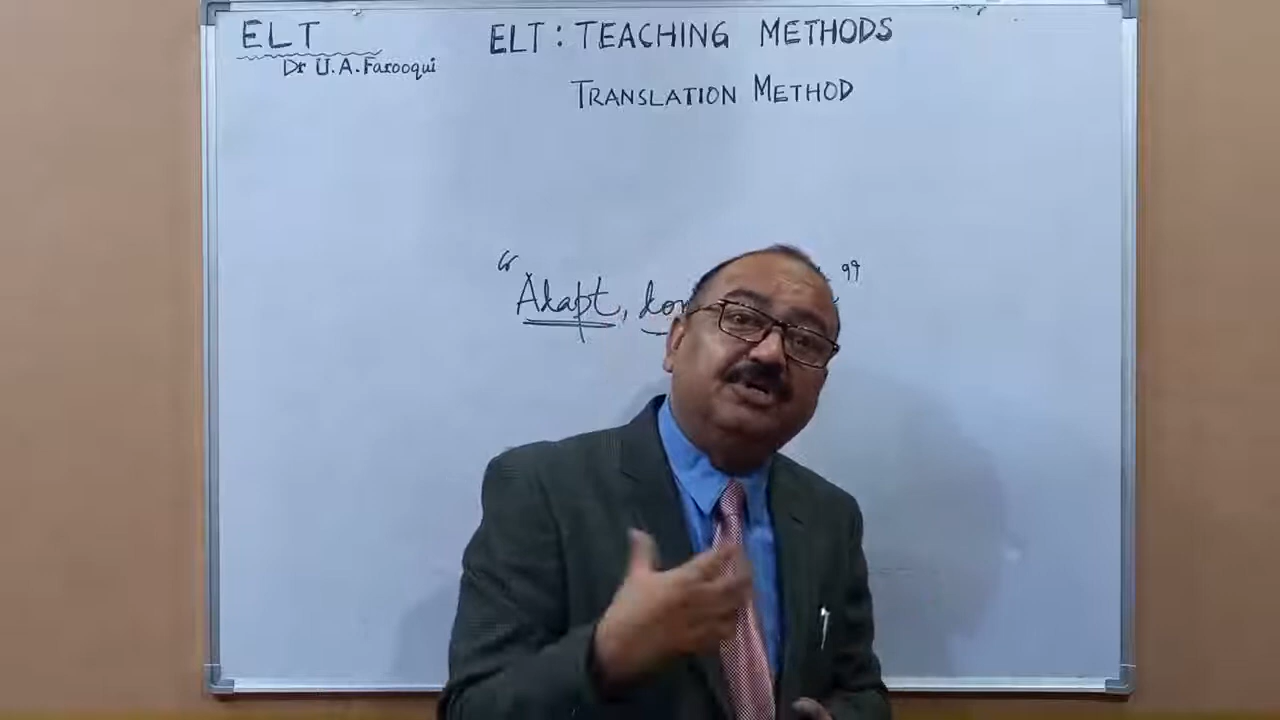 ELT
Dr U.A.Farooqui
ELT : TEACHING METHODS
TRANSLATION METHOD
"Adapt,